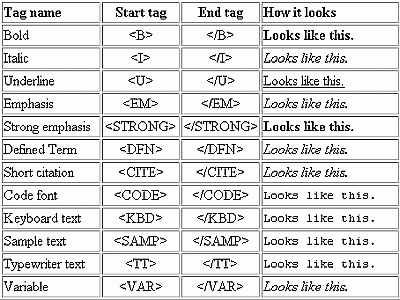 Tag name Start tag End tag How it looks
Bold <B> </B> Looks like this.
Italic <I> </I> Looks like this.
Underline <U> </U> Looks like this.
Emphasis <EM> </EM> Looks like this.
Strong emphasis <STRONG> </STRONG> Looks like this.
Defined Term <DFN> </DFN> Looks like this.
Short citation <CITE> </CITE> Looks like this.
Code font <CODE> </CODE> Looks like this.
Keyboard text <KBD> </KBD> Looks like this.
Sample text <SAMP> </SAMP> Looks like this.
Typewriter text <TT> </TT> Looks like this.
Variable <VAR> </VAR> Looks like this.